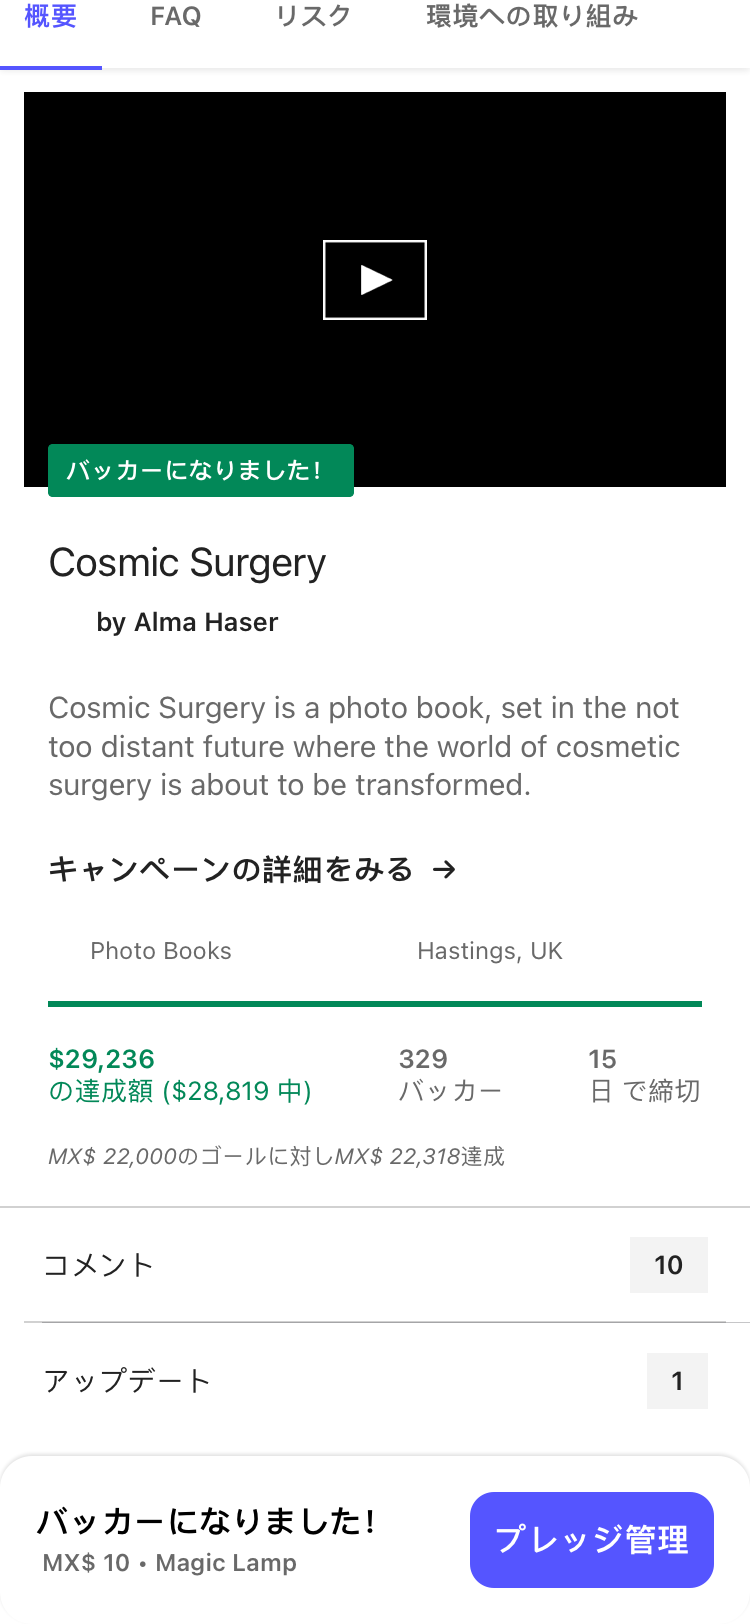 概要 FAQ リスク 環境への取り組み
バッカーになりました!
Cosmic Surgery
by Alma Haser
Cosmic Surgery is a photo book, set in the not
too distant future where the world of cosmetic
surgery is about to be transformed.
キャンペーンの詳細をみる →
Photo Books Hastings, UK
$29,236 329 15
の達成額 ($28,819 中) バッカー 日 で締切
MX$ 22,000のゴールに対しMX$ 22,318達成
コメント 10
アップデート 1
バッカーになりました!
MX$ 10 • Magic Lamp
プレッジ管理